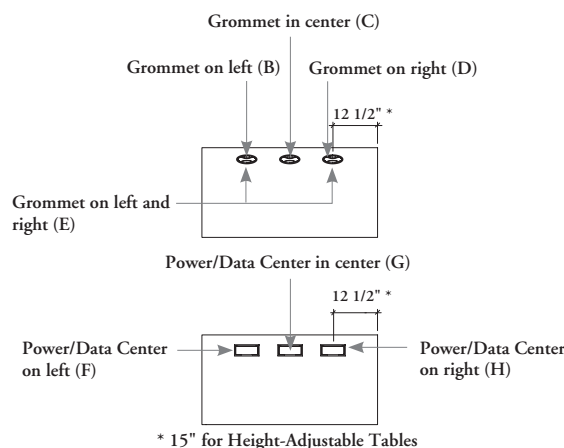 Grommet in center (C)
Grommet on left (B)
Grommet on right (D)
12 1/2" *
Grommet on left and
right (E)
Power/Data Center in center (G)
12 1/2" *
Power/Data Center
on left (F)
Power/Data Center
on right (H)
* 15" for Height-Adjustable Tables